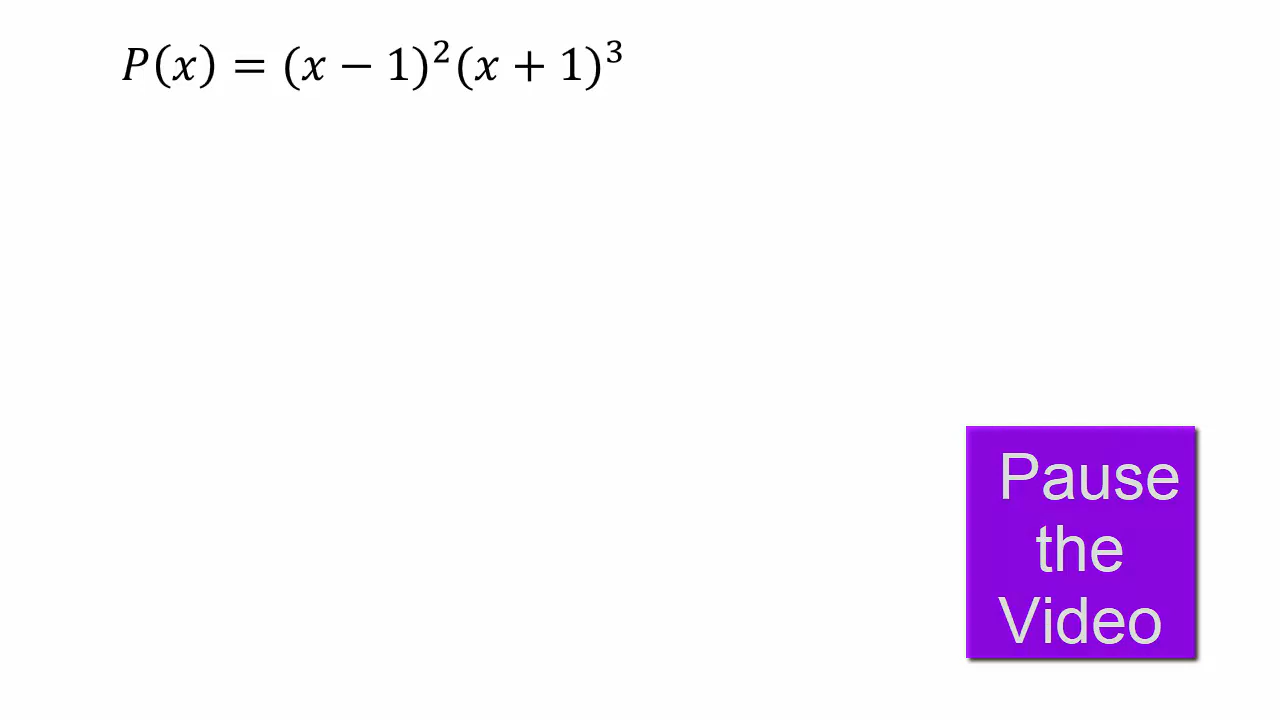 P(x) = (x − 1)²(x + 1)³
Pause
the
Video